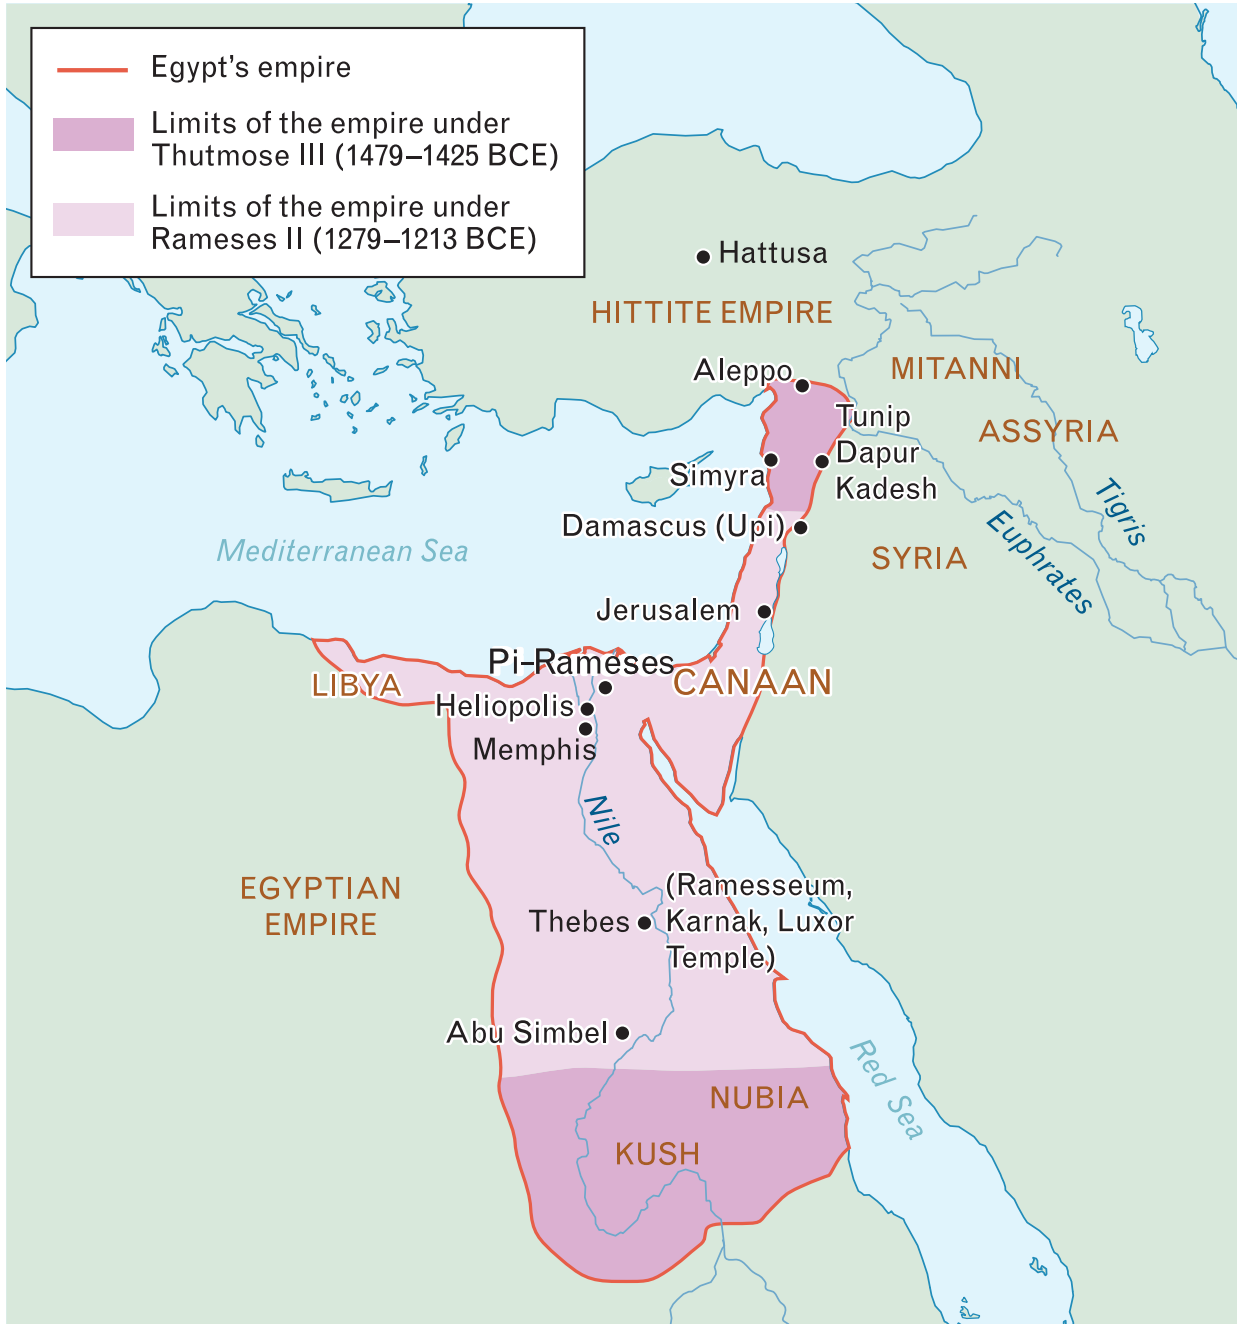 Egypt's empire
Limits of the empire under
Thutmose III (1479–1425 BCE)
Limits of the empire under
Rameses II (1279–1213 BCE)
Hattusa
HITTITE EMPIRE
Aleppo
MITANNI
Tunip
ASSYRIA
Dapur
Simyra
Kadesh
Tigris
Damascus (Upi)
Euphrates
Mediterranean Sea
SYRIA
Jerusalem
Pi–Rameses
LIBYA
CANAAN
Heliopolis
Memphis
Nile
EGYPTIAN
EMPIRE
(Ramesseum,
Thebes
Karnak, Luxor
Temple)
Abu Simbel
Red Sea
NUBIA
KUSH